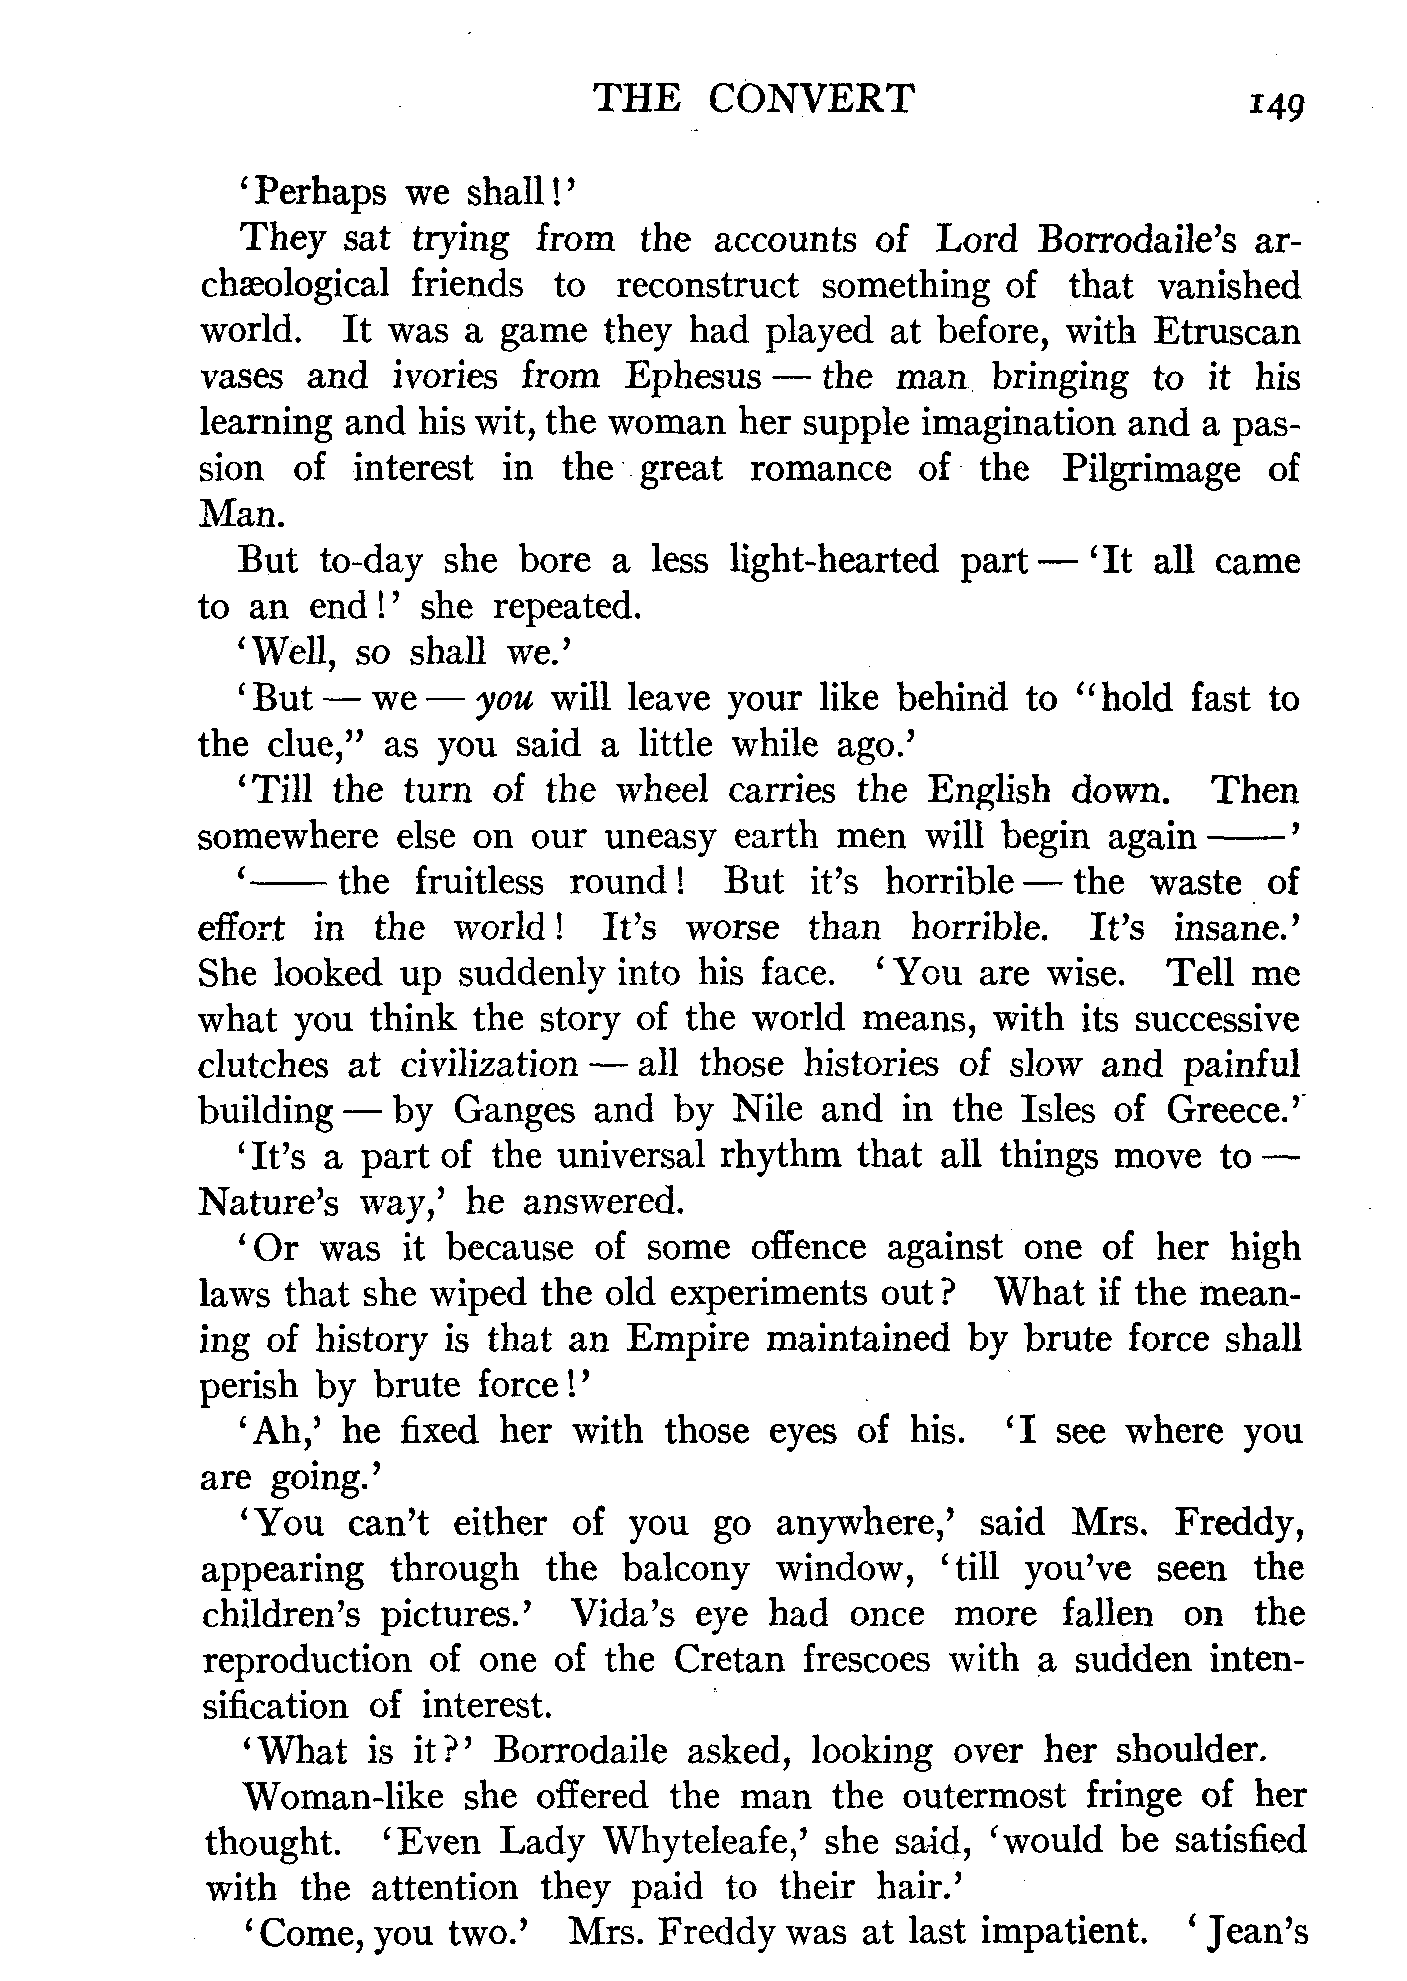 THE CONVERT 149
‘Perhaps we shall!’
They sat trying from the accounts of Lord Borrodaile's ar-
chæological friends to reconstruct something of that vanished
world. It was a game they had played at before, with Etruscan
vases and ivories from Ephesus — the man bringing to it his
learning and his wit, the woman her supple imagination and a pas-
sion of interest in the great romance of the Pilgrimage of
Man.
But to-day she bore a less light-hearted part — ‘It all came
to an end!’ she repeated.
‘Well, so shall we.’
‘But — we — you will leave your like behind to “hold fast to
the clue,” as you said a little while ago.’
‘Till the turn of the wheel carries the English down. Then
somewhere else on our uneasy earth men will begin again ——’
‘—— the fruitless round! But it's horrible — the waste of
effort in the world! It's worse than horrible. It's insane.’
She looked up suddenly into his face. ‘You are wise. Tell me
what you think the story of the world means, with its successive
clutches at civilization — all those histories of slow and painful
building — by Ganges and by Nile and in the Isles of Greece.’
‘It's a part of the universal rhythm that all things move to —
Nature's way,’ he answered.
‘Or was it because of some offence against one of her high
laws that she wiped the old experiments out? What if the mean-
ing of history is that an Empire maintained by brute force shall
perish by brute force!’
‘Ah,’ he fixed her with those eyes of his. ‘I see where you
are going.’
‘You can't either of you go anywhere,’ said Mrs. Freddy,
appearing through the balcony window, ‘till you've seen the
children's pictures.’ Vida's eye had once more fallen on the
reproduction of one of the Cretan frescoes with a sudden inten-
sification of interest.
‘What is it?’ Borrodaile asked, looking over her shoulder.
Woman-like she offered the man the outermost fringe of her
thought. ‘Even Lady Whyteleafe,’ she said, ‘would be satisfied
with the attention they paid to their hair.’
‘Come, you two.’ Mrs. Freddy was at last impatient. ‘Jean's